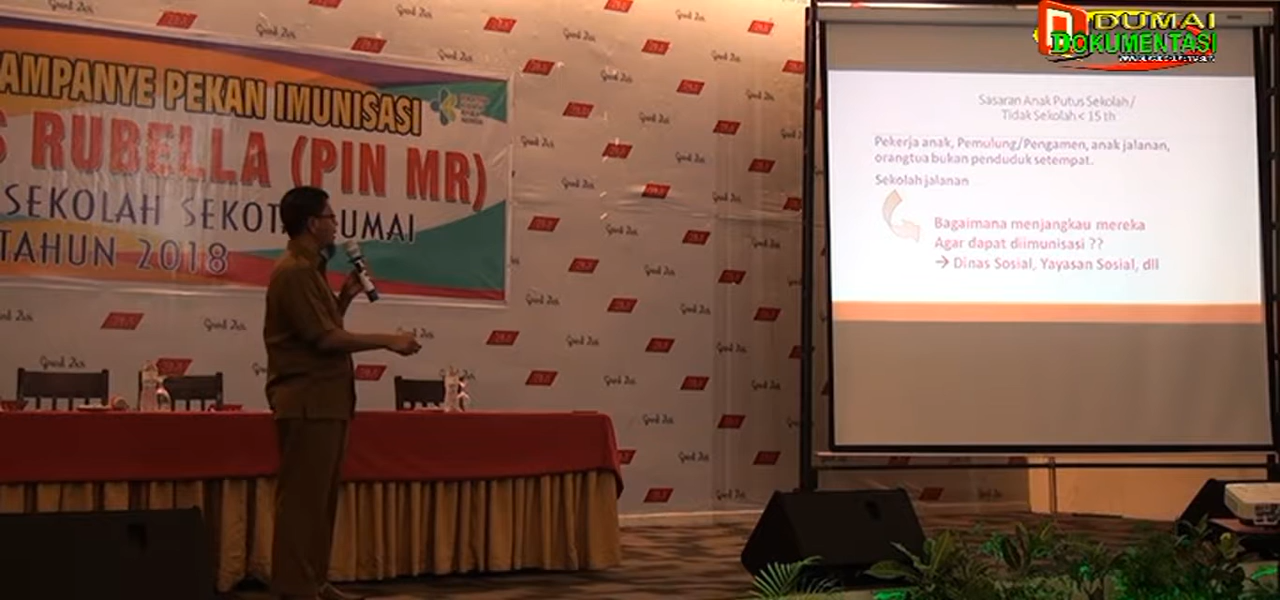 AMPANYE PEKAN IMUNISASI
S RUBELLA (PIN MR)
SEKOLAH SEKOTA DUMAI
TAHUN 2018
DUMAI
DOKUMENTASI
Sasaran Anak Putus Sekolah /
Tidak Sekolah < 15 th
Pekerja anak, Pemulung/Pengamen, anak jalanan,
orangtua bukan penduduk setempat.
Sekolah jalanan
Bagaimana menjangkau mereka
Agar dapat diimunisasi ??
→ Dinas Sosial, Yayasan Sosial, dll